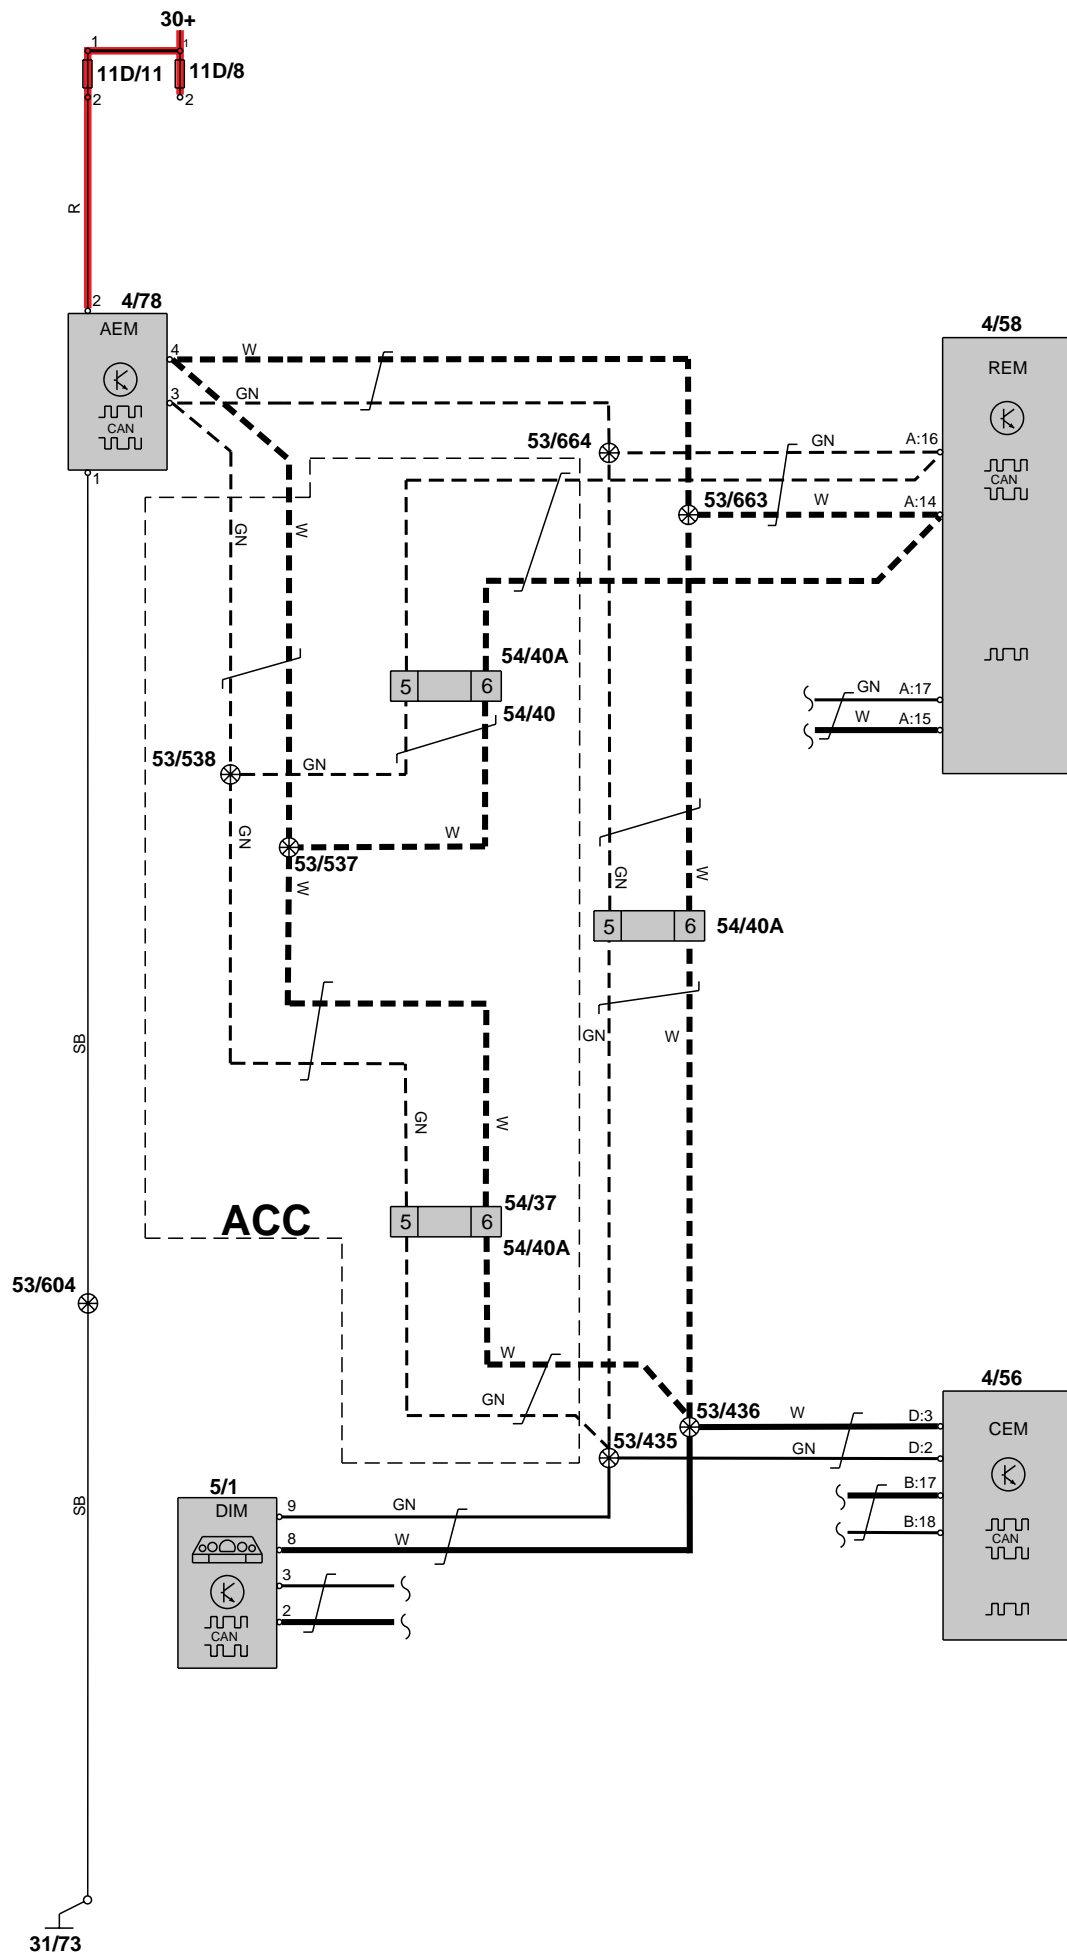 30+
1
1
11D/11
11D/8
2
2
R
2
4/78
AEM
4
W
3
GN
CAN
1
4/58
REM
53/664
GN
A:16
CAN
53/663
W
A:14
GN
W
54/40A
5
6
54/40
GN
A:17
W
A:15
53/538
GN
GN
W
53/537
W
GN
W
5
6
54/40A
SB
GN
W
GN
W
54/37
5
6
54/40A
ACC
53/604
W
GN
53/436
W
D:3
53/435
GN
D:2
4/56
CEM
B:17
B:18
CAN
SB
5/1
DIM
9
GN
8
W
3
2
CAN
31/73